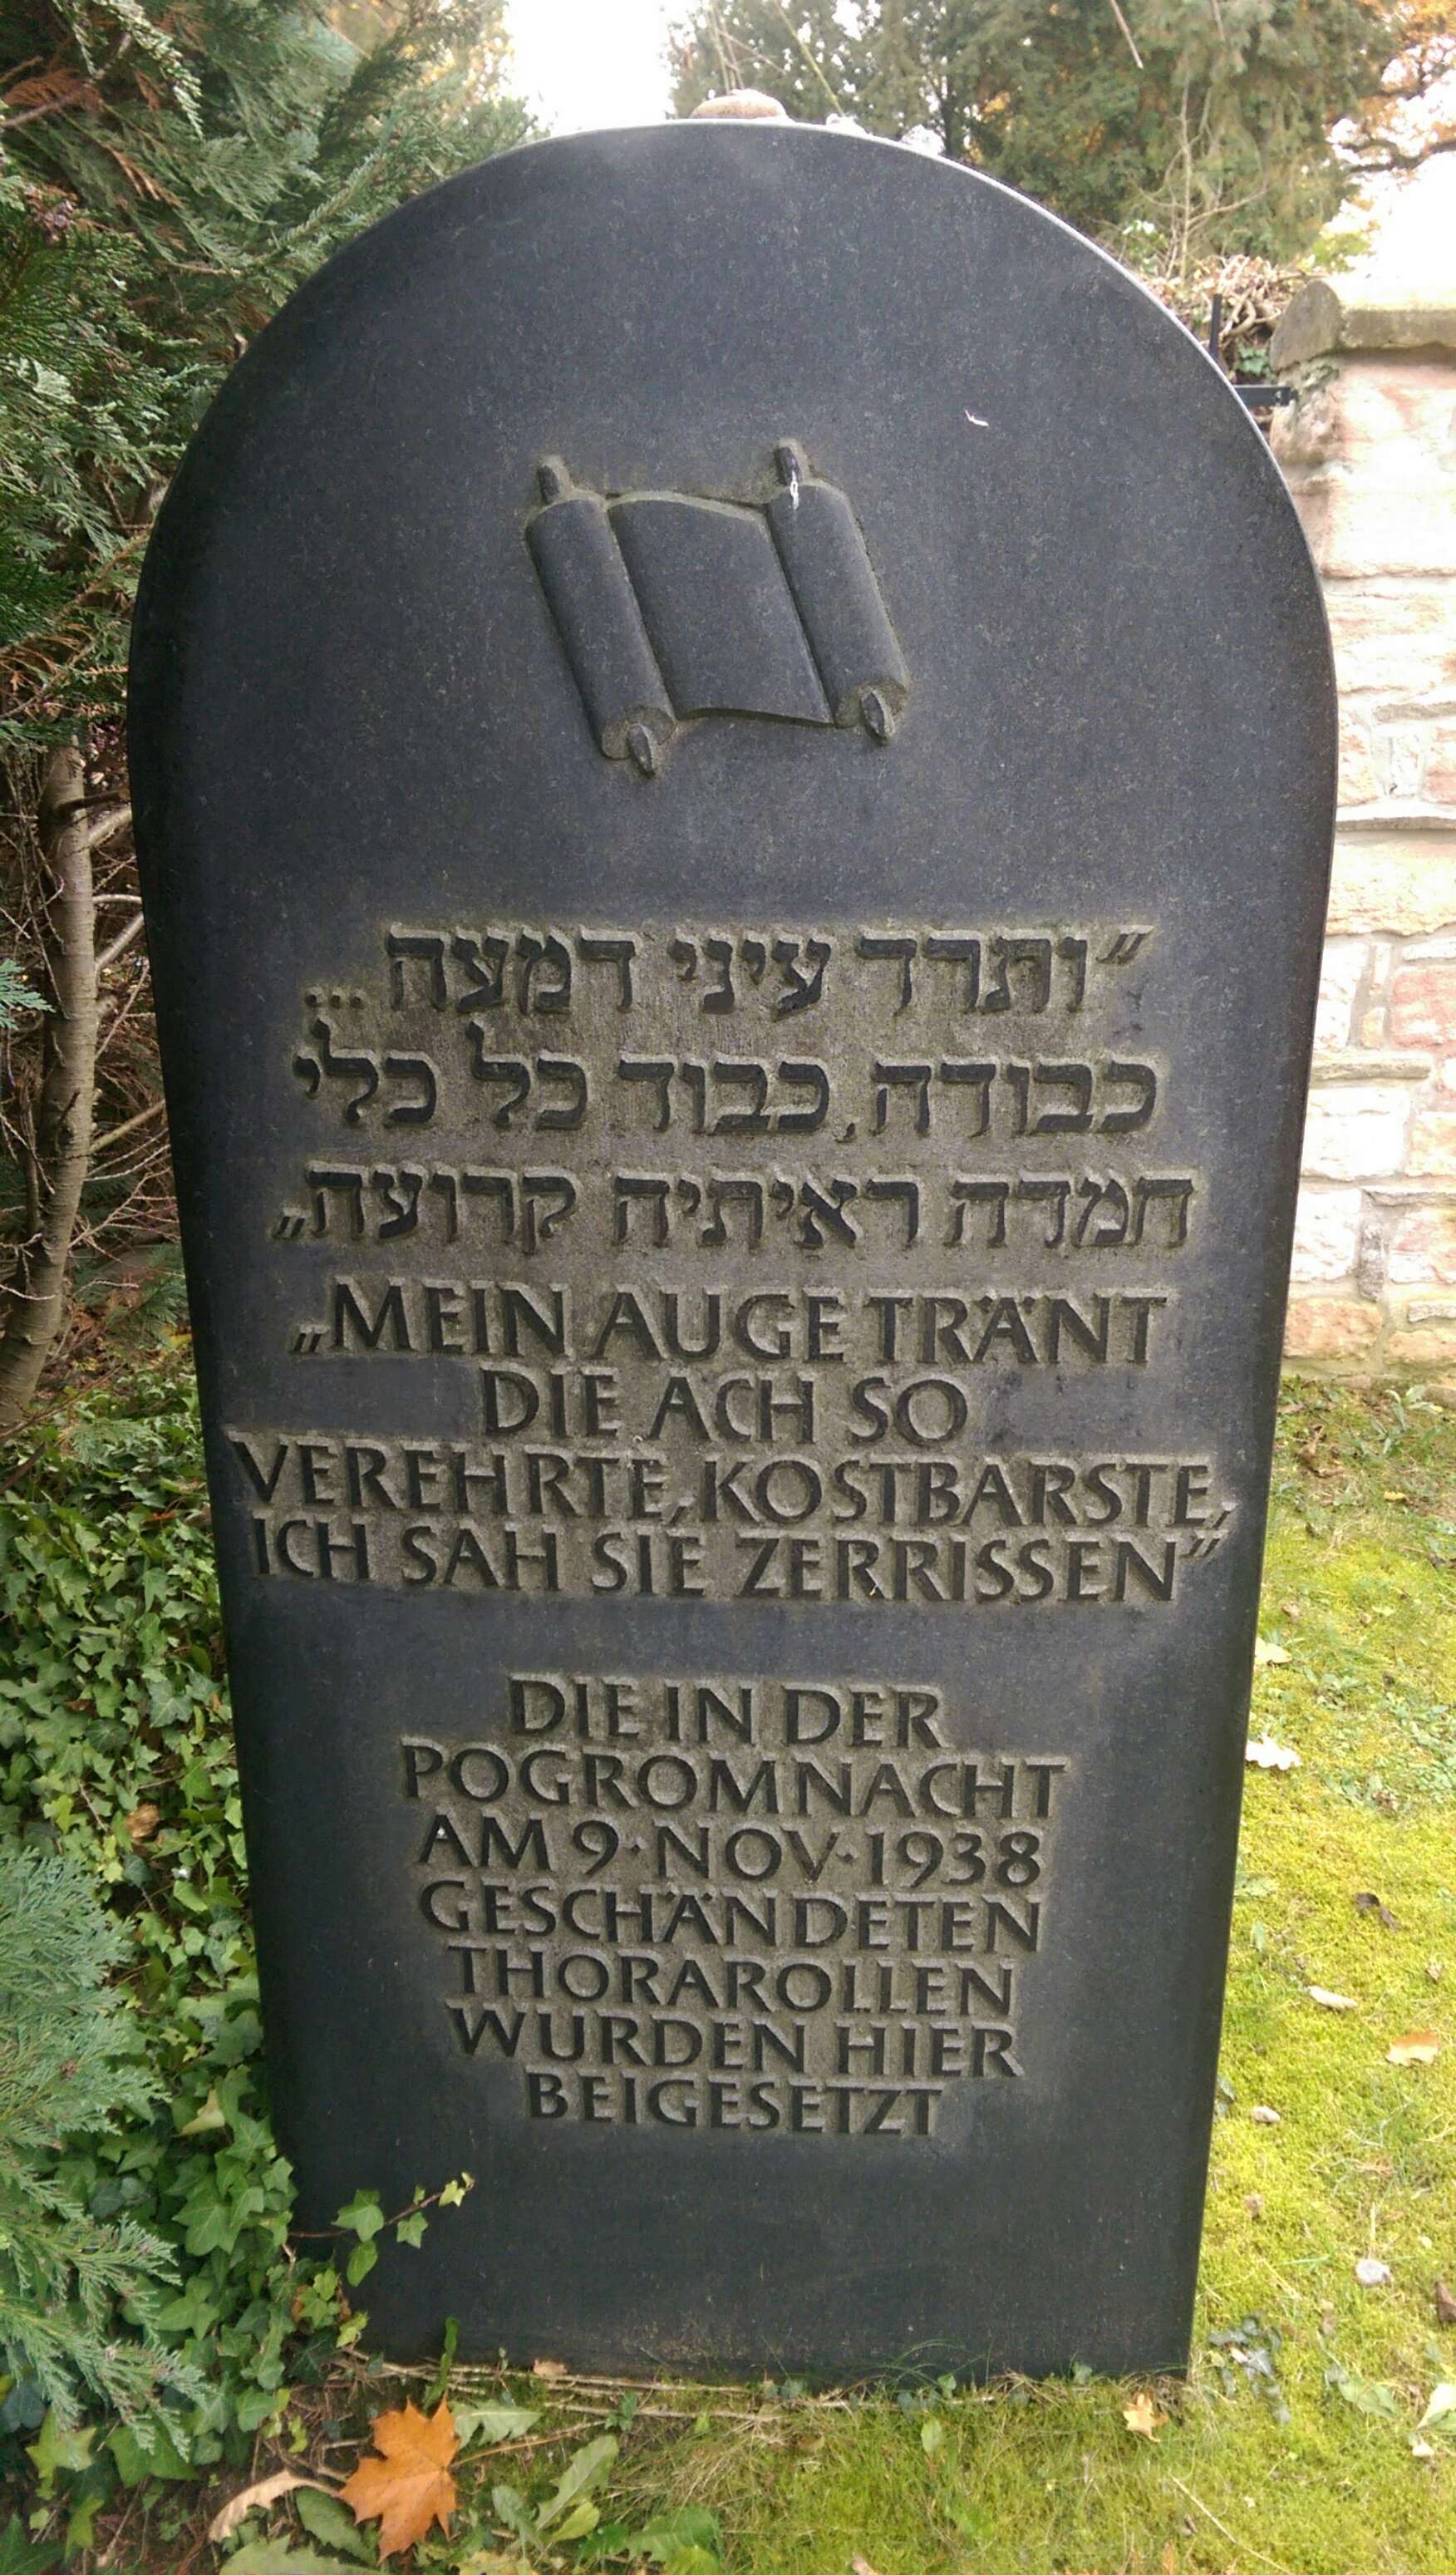 "ותרד עיני דמעה...
כבודה, כבוד כל כלי
חמדה ראיתיה קרועה„
„MEIN AUGE TRÄNT
DIE ACH SO
VEREHRTE, KOSTBARSTE,
ICH SAH SIE ZERRISSEN"
DIE IN DER
POGROMNACHT
AM 9·NOV·1938
GESCHÄNDETEN
THORAROLLEN
WURDEN HIER
BEIGESETZT